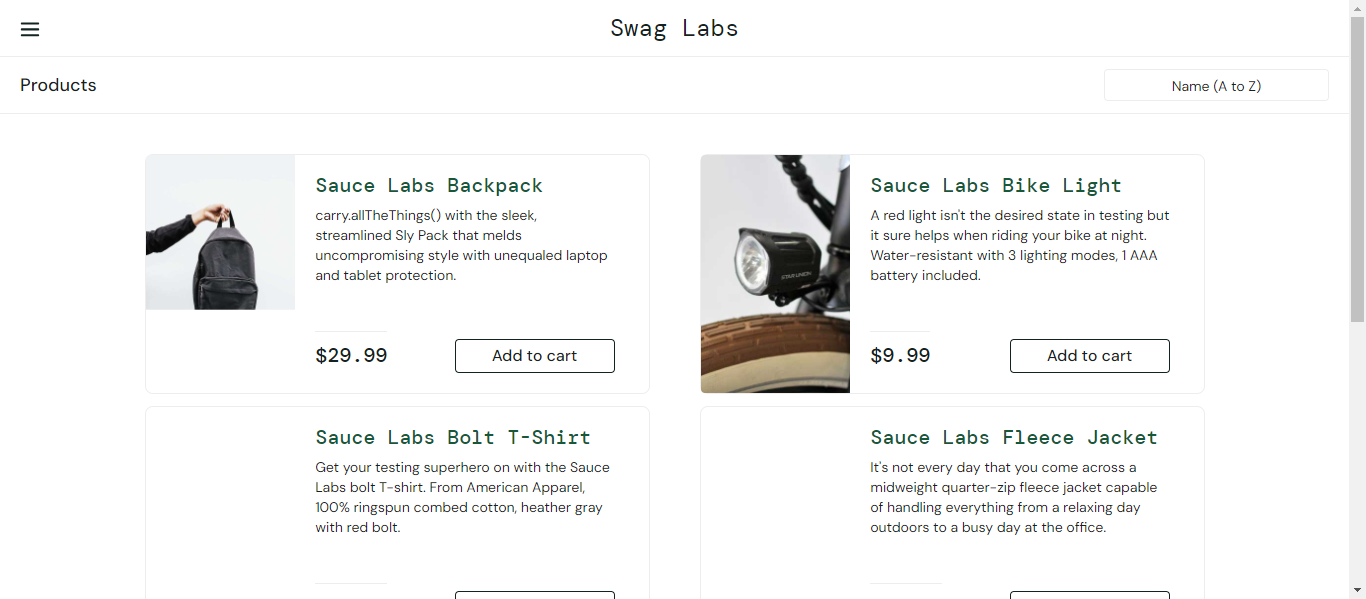 Swag Labs
Products
Name (A to Z)
Sauce Labs Backpack
carry.allTheThings() with the sleek,
streamlined Sly Pack that melds
uncompromising style with unequaled laptop
and tablet protection.
$29.99
Add to cart
Sauce Labs Bike Light
A red light isn't the desired state in testing but
it sure helps when riding your bike at night.
Water-resistant with 3 lighting modes, 1 AAA
battery included.
$9.99
Add to cart
STAR UNION
Sauce Labs Bolt T-Shirt
Get your testing superhero on with the Sauce
Labs bolt T-shirt. From American Apparel,
100% ringspun combed cotton, heather gray
with red bolt.
Sauce Labs Fleece Jacket
It's not every day that you come across a
midweight quarter-zip fleece jacket capable
of handling everything from a relaxing day
outdoors to a busy day at the office.